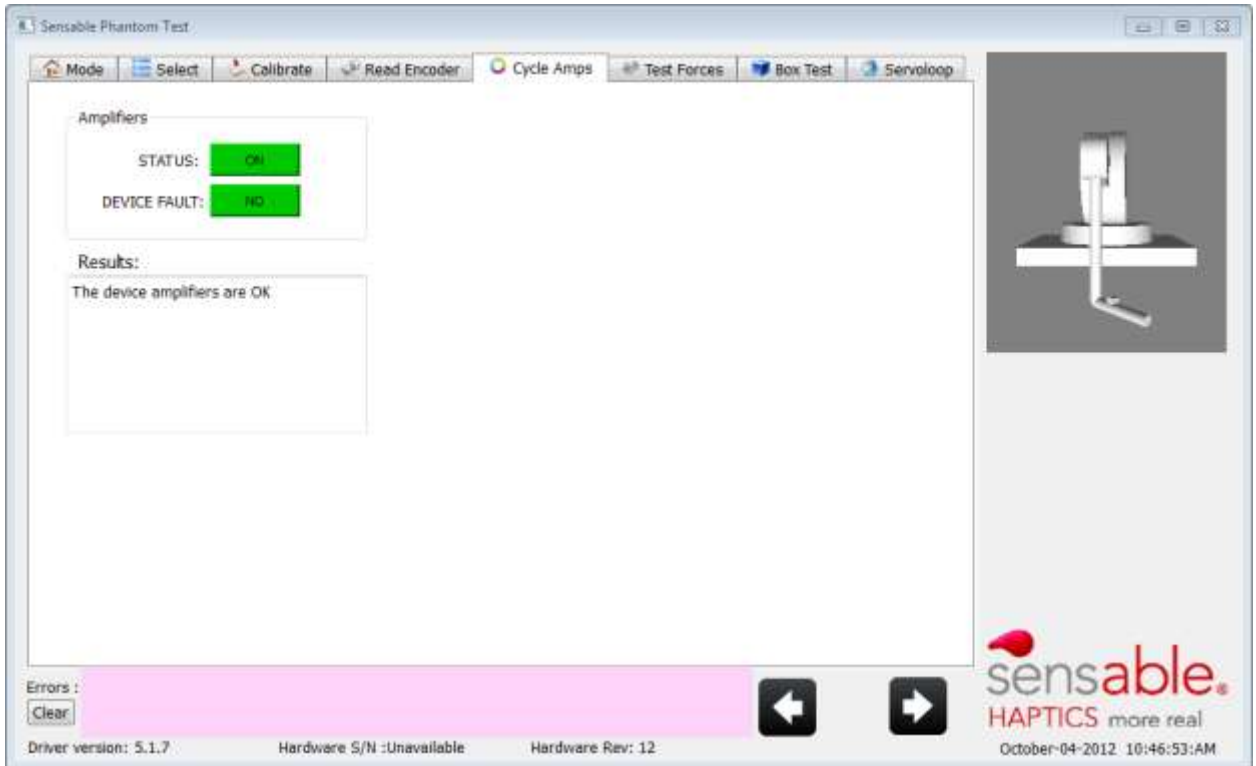 Sensable Phantom Test
Mode Select Calibrate Read Encoder Cycle Amps Test Forces Box Test Servoloop
Amplifiers
STATUS: ON
DEVICE FAULT: NO
Results:
The device amplifiers are OK
Errors :
Clear
sensable.
HAPTICS more real
Driver version: 5.1.7 Hardware S/N :Unavailable Hardware Rev: 12 October-04-2012 10:46:53:AM